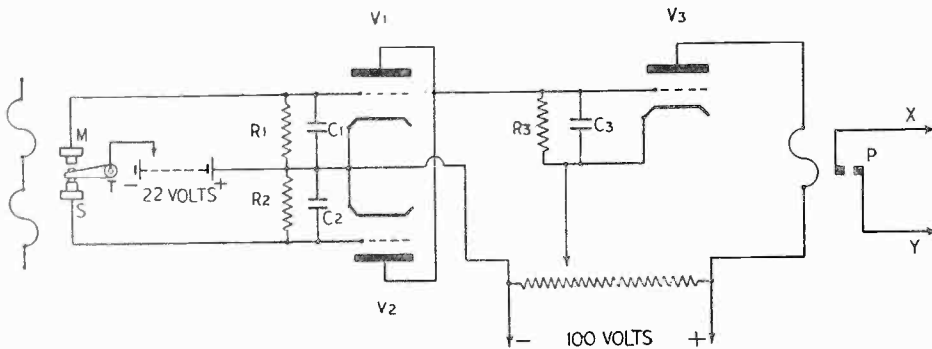 V1
V3
M
R1
C1
R3
C3
X
P
T
- 22 VOLTS +
S
R2
C2
Y
V2
- 100 VOLTS +